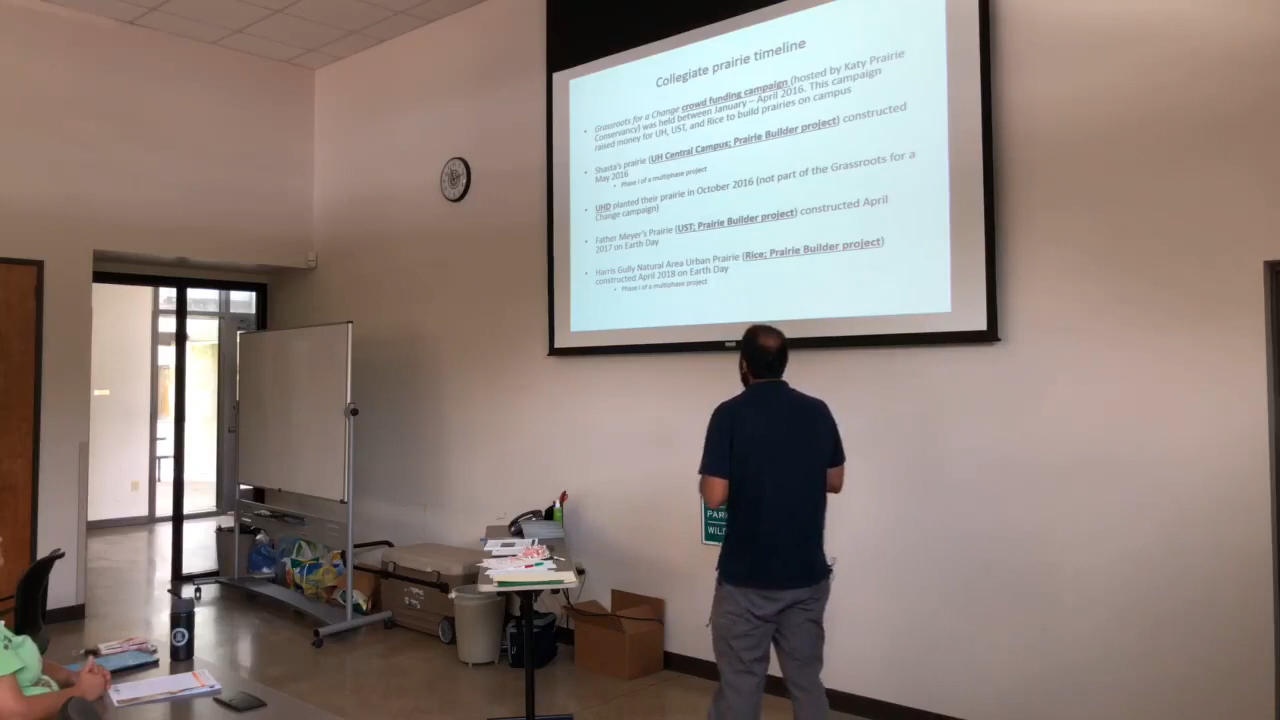 Collegiate prairie timeline
• Grassroots for a Change crowd funding campaign (hosted by Katy Prairie
Conservancy) was held between January – April 2016. This campaign
raised money for UH, UST, and Rice to build prairies on campus
• Shasta's prairie (UH Central Campus; Prairie Builder project) constructed
May 2016
• Phase I of a multiphase project
• UHD planted their prairie in October 2016 (not part of the Grassroots for a
Change campaign)
• Father Meyer's Prairie (UST; Prairie Builder project) constructed April
2017 on Earth Day
• Harris Gully Natural Area Urban Prairie (Rice; Prairie Builder project)
constructed April 2018 on Earth Day
• Phase I of a multiphase project
PAR
WIL